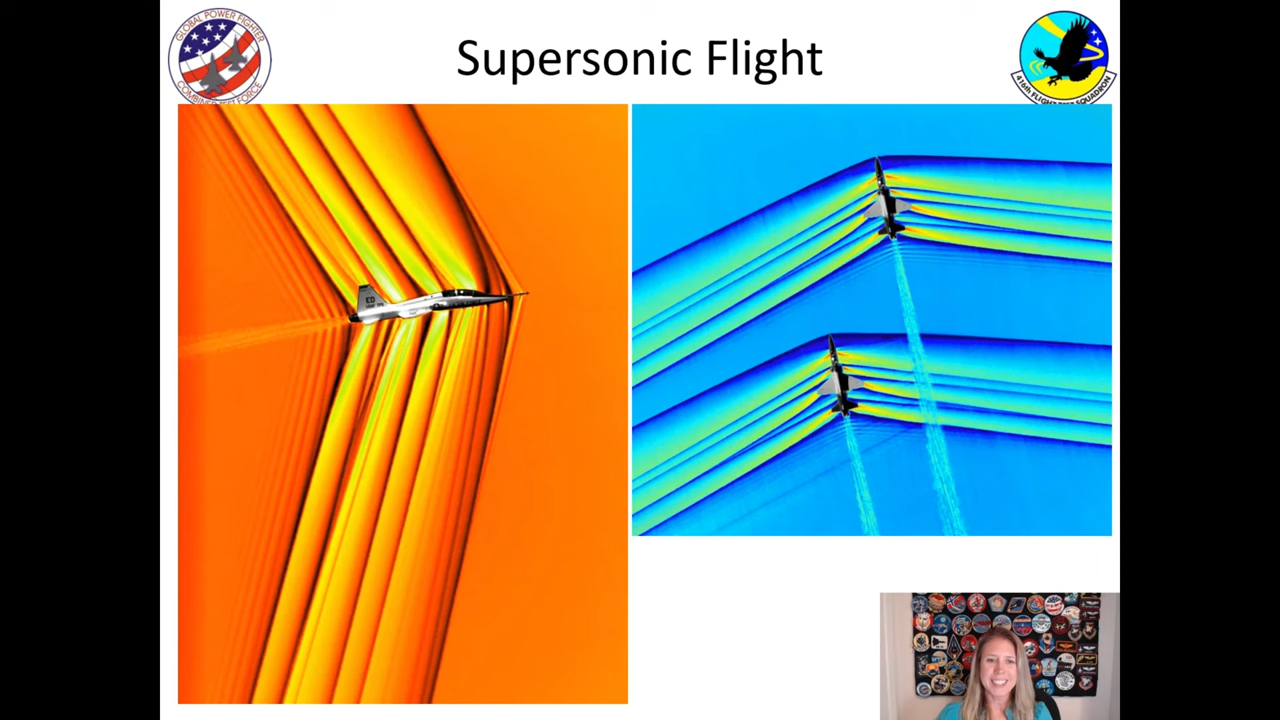 GLOBAL POWER FIGHTER
COMBINED TEST FORCE
Supersonic Flight
416th FLIGHT TEST SQUADRON
ED